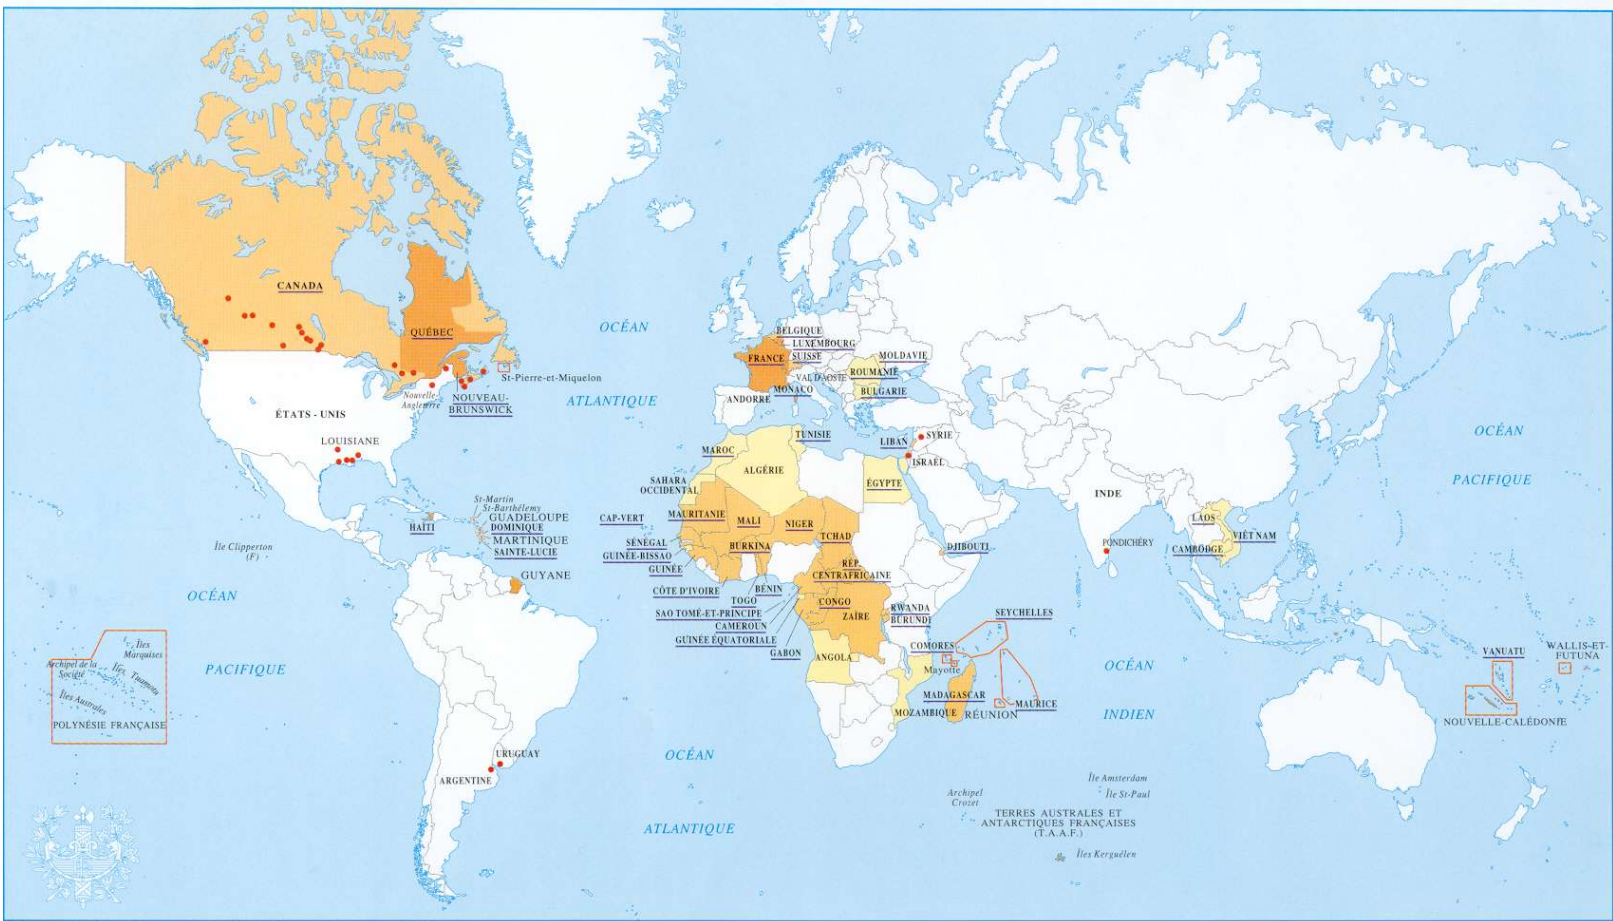 CANADA
QUÉBEC
OCÉAN
ATLANTIQUE
St-Pierre-et-Miquelon
Nouvelle-
Angleterre
NOUVEAU-
BRUNSWICK
ÉTATS - UNIS
LOUISIANE
BELGIQUE
LUXEMBOURG
FRANCE
SUISSE
MOLDAVIE
VAL D'AOSTE
ROUMANIE
MONACO
BULGARIE
ANDORRE
TUNISIE
LIBAN
SYRIE
MAROC
ISRAËL
ALGÉRIE
SAHARA
OCCIDENTAL
ÉGYPTE
OCÉAN
PACIFIQUE
INDE
St-Martin
St-Barthélemy
GUADELOUPE
HAÏTI
DOMINIQUE
MARTINIQUE
SAINTE-LUCIE
CAP-VERT
MAURITANIE
MALI
NIGER
TCHAD
LAOS
VIÊT NAM
CAMBODGE
PONDICHÉRY
Île Clipperton
(F)
SÉNÉGAL
GUINÉE-BISSAO
GUINÉE
BURKINA
DJIBOUTI
RÉP.
CENTRAFRICAINE
GUYANE
CÔTE D'IVOIRE
BÉNIN
TOGO
SAO TOMÉ-ET-PRINCIPE
CAMEROUN
GUINÉE ÉQUATORIALE
GABON
CONGO
ZAÏRE
RWANDA
BURUNDI
SEYCHELLES
OCÉAN
PACIFIQUE
Îles
Marquises
Archipel de la
Société
Îles Tuamotu
Îles Australes
POLYNÉSIE FRANÇAISE
ANGOLA
COMORES
Mayotte
MADAGASCAR
MAURICE
MOZAMBIQUE
RÉUNION
OCÉAN
INDIEN
VANUATU
WALLIS-ET-
FUTUNA
NOUVELLE-CALÉDONIE
URUGUAY
ARGENTINE
OCÉAN
ATLANTIQUE
Île Amsterdam
Île St-Paul
Archipel
Crozet
TERRES AUSTRALES ET
ANTARCTIQUES FRANÇAISES
(T.A.A.F.)
Îles Kerguélen